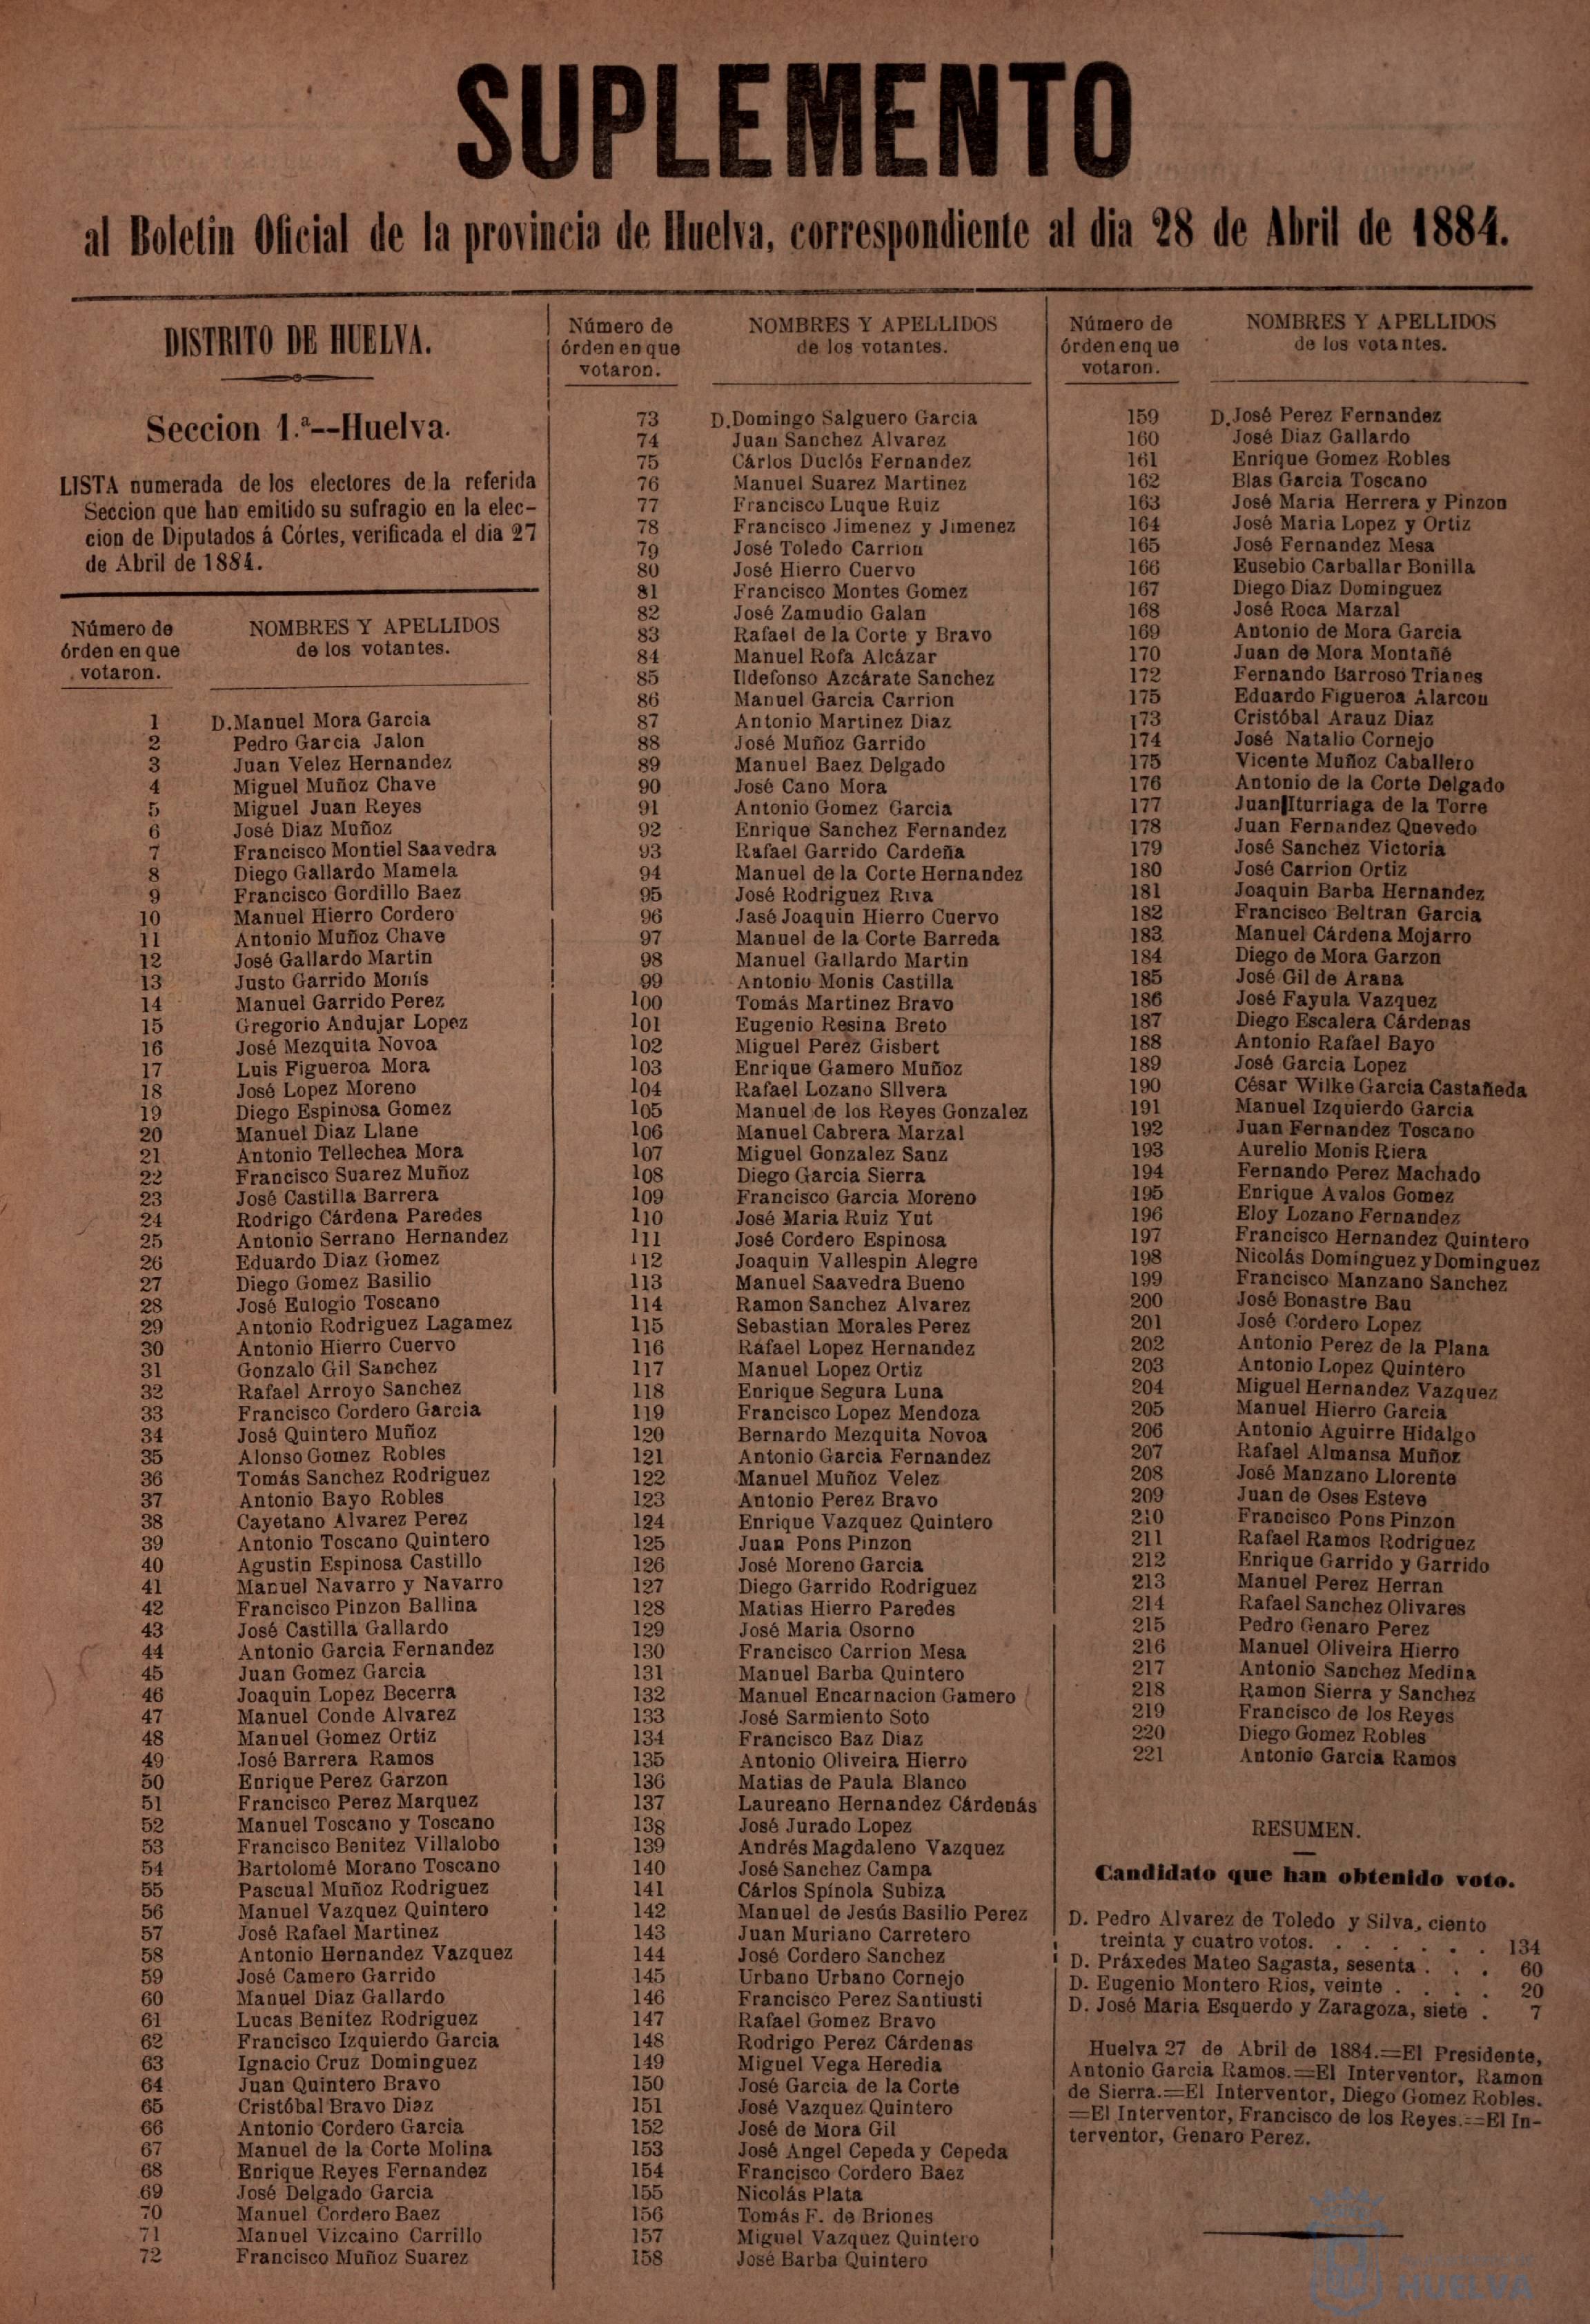 SUPLEMENTO
al Boletin Oficial de la provincia de Huelva, correspondiente al dia 28 de Abril de 1884.
DISTRITO DE HUELVA.
Seccion 1.ª--Huelva.
LISTA numerada de los electores de la referida
Seccion que han emitido su sufragio en la elec-
cion de Diputados á Córtes, verificada el dia 27
de Abril de 1884.
Número de órden en que votaron. NOMBRES Y APELLIDOS de los votantes.
1 D. Manuel Mora Garcia
2 Pedro Garcia Jalon
3 Juan Velez Hernandez
4 Miguel Muñoz Chave
5 Miguel Juan Reyes
6 José Diaz Muñoz
7 Francisco Montiel Saavedra
8 Diego Gallardo Mamela
9 Francisco Gordillo Baez
10 Manuel Hierro Cordero
11 Antonio Muñoz Chave
12 José Gallardo Martin
13 Justo Garrido Monis
14 Manuel Garrido Perez
15 Gregorio Andujar Lopez
16 José Mezquita Novoa
17 Luis Figueroa Mora
18 José Lopez Moreno
19 Diego Espinosa Gomez
20 Manuel Diaz Llane
21 Antonio Tellechea Mora
22 Francisco Suarez Muñoz
23 José Castilla Barrera
24 Rodrigo Cárdena Paredes
25 Antonio Serrano Hernandez
26 Eduardo Diaz Gomez
27 Diego Gomez Basilio
28 José Eulogio Toscano
29 Antonio Rodriguez Lagamez
30 Antonio Hierro Cuervo
31 Gonzalo Gil Sanchez
32 Rafael Arroyo Sanchez
33 Francisco Cordero Garcia
34 José Quintero Muñoz
35 Alonso Gomez Robles
36 Tomás Sanchez Rodriguez
37 Antonio Bayo Robles
38 Cayetano Alvarez Perez
39 Antonio Toscano Quintero
40 Agustin Espinosa Castillo
41 Manuel Navarro y Navarro
42 Francisco Pinzon Ballina
43 José Castilla Gallardo
44 Antonio Garcia Fernandez
45 Juan Gomez Garcia
46 Joaquin Lopez Becerra
47 Manuel Conde Alvarez
48 Manuel Gomez Ortiz
49 José Barrera Ramos
50 Enrique Perez Garzon
51 Francisco Perez Marquez
52 Manuel Toscano y Toscano
53 Francisco Benitez Villalobo
54 Bartolomé Morano Toscano
55 Pascual Muñoz Rodriguez
56 Manuel Vazquez Quintero
57 José Rafael Martinez
58 Antonio Hernandez Vazquez
59 José Camero Garrido
60 Manuel Diaz Gallardo
61 Lucas Benitez Rodriguez
62 Francisco Izquierdo Garcia
63 Ignacio Cruz Dominguez
64 Juan Quintero Bravo
65 Cristóbal Bravo Diaz
66 Antonio Cordero Garcia
67 Manuel de la Corte Molina
68 Enrique Reyes Fernandez
69 José Delgado Garcia
70 Manuel Cordero Baez
71 Manuel Vizcaino Carrillo
72 Francisco Muñoz Suarez
Número de órden en que votaron. NOMBRES Y APELLIDOS de los votantes.
73 D. Domingo Salguero Garcia
74 Juan Sanchez Alvarez
75 Cárlos Duclós Fernandez
76 Manuel Suarez Martinez
77 Francisco Luque Ruiz
78 Francisco Jimenez y Jimenez
79 José Toledo Carrion
80 José Hierro Cuervo
81 Francisco Montes Gomez
82 José Zamudio Galan
83 Rafael de la Corte y Bravo
84 Manuel Rofa Alcázar
85 Ildefonso Azcárate Sanchez
86 Manuel Garcia Carrion
87 Antonio Martinez Diaz
88 José Muñoz Garrido
89 Manuel Baez Delgado
90 José Cano Mora
91 Antonio Gomez Garcia
92 Enrique Sanchez Fernandez
93 Rafael Garrido Cardeña
94 Manuel de la Corte Hernandez
95 José Rodriguez Riva
96 Jasé Joaquin Hierro Cuervo
97 Manuel de la Corte Barreda
98 Manuel Gallardo Martin
99 Antonio Monis Castilla
100 Tomás Martinez Bravo
101 Eugenio Resina Breto
102 Miguel Perez Gisbert
103 Enrique Gamero Muñoz
104 Rafael Lozano Silvera
105 Manuel de los Reyes Gonzalez
106 Manuel Cabrera Marzal
107 Miguel Gonzalez Sanz
108 Diego Garcia Sierra
109 Francisco Garcia Moreno
110 José Maria Ruiz Yut
111 José Cordero Espinosa
112 Joaquin Vallespin Alegre
113 Manuel Saavedra Bueno
114 Ramon Sanchez Alvarez
115 Sebastian Morales Perez
116 Rafael Lopez Hernandez
117 Manuel Lopez Ortiz
118 Enrique Segura Luna
119 Francisco Lopez Mendoza
120 Bernardo Mezquita Novoa
121 Antonio Garcia Fernandez
122 Manuel Muñoz Velez
123 Antonio Perez Bravo
124 Enrique Vazquez Quintero
125 Juan Pons Pinzon
126 José Moreno Garcia
127 Diego Garrido Rodriguez
128 Matias Hierro Paredes
129 José Maria Osorno
130 Francisco Carrion Mesa
131 Manuel Barba Quintero
132 Manuel Encarnacion Gamero
133 José Sarmiento Soto
134 Francisco Baz Diaz
135 Antonio Oliveira Hierro
136 Matias de Paula Blanco
137 Laureano Hernandez Cárdenás
138 José Jurado Lopez
139 Andrés Magdaleno Vazquez
140 José Sanchez Campa
141 Cárlos Spínola Subiza
142 Manuel de Jesús Basilio Perez
143 Juan Muriano Carretero
144 José Cordero Sanchez
145 Urbano Urbano Cornejo
146 Francisco Perez Santiusti
147 Rafael Gomez Bravo
148 Rodrigo Perez Cárdenas
149 Miguel Vega Heredia
150 José Garcia de la Corte
151 José Vazquez Quintero
152 José de Mora Gil
153 José Angel Cepeda y Cepeda
154 Francisco Cordero Baez
155 Nicolás Plata
156 Tomás F. de Briones
157 Miguel Vazquez Quintero
158 José Barba Quintero
Número de órden enq ue votaron. NOMBRES Y APELLIDOS de los votantes.
159 D. José Perez Fernandez
160 José Diaz Gallardo
161 Enrique Gomez Robles
162 Blas Garcia Toscano
163 José Maria Herrera y Pinzon
164 José Maria Lopez y Ortiz
165 José Fernandez Mesa
166 Eusebio Carballar Bonilla
167 Diego Diaz Dominguez
168 José Roca Marzal
169 Antonio de Mora Garcia
170 Juan de Mora Montañé
172 Fernando Barroso Trianes
175 Eduardo Figueroa Alarcon
173 Cristóbal Arauz Diaz
174 José Natalio Cornejo
175 Vicente Muñoz Caballero
176 Antonio de la Corte Delgado
177 Juan Iturriaga de la Torre
178 Juan Fernandez Quevedo
179 José Sanchez Victoria
180 José Carrion Ortiz
181 Joaquin Barba Hernandez
182 Francisco Beltran Garcia
183 Manuel Cárdena Mojarro
184 Diego de Mora Garzon
185 José Gil de Arana
186 José Fayula Vazquez
187 Diego Escalera Cárdenas
188 Antonio Rafael Bayo
189 José Garcia Lopez
190 César Wilke Garcia Castañeda
191 Manuel Izquierdo Garcia
192 Juan Fernandez Toscano
193 Aurelio Monis Riera
194 Fernando Perez Machado
195 Enrique Avalos Gomez
196 Eloy Lozano Fernandez
197 Francisco Hernandez Quintero
198 Nicolás Dominguez y Dominguez
199 Francisco Manzano Sanchez
200 José Bonastre Bau
201 José Cordero Lopez
202 Antonio Perez de la Plana
203 Antonio Lopez Quintero
204 Miguel Hernandez Vazquez
205 Manuel Hierro Garcia
206 Antonio Aguirre Hidalgo
207 Rafael Almansa Muñoz
208 José Manzano Llorente
209 Juan de Oses Esteve
210 Francisco Pons Pinzon
211 Rafael Ramos Rodriguez
212 Enrique Garrido y Garrido
213 Manuel Perez Herran
214 Rafael Sanchez Olivares
215 Pedro Genaro Perez
216 Manuel Oliveira Hierro
217 Antonio Sanchez Medina
218 Ramon Sierra y Sanchez
219 Francisco de los Reyes
220 Diego Gomez Robles
221 Antonio Garcia Ramos
RESUMEN.
Candidato que han obtenido voto.
D. Pedro Alvarez de Toledo y Silva, ciento
treinta y cuatro votos. . . . . . . . 134
D. Práxedes Mateo Sagasta, sesenta . . . 60
D. Eugenio Montero Rios, veinte . . . . . 20
D. José Maria Esquerdo y Zaragoza, siete . 7
Huelva 27 de Abril de 1884.=El Presidente,
Antonio Garcia Ramos.=El Interventor, Ramon
de Sierra.=El Interventor, Diego Gomez Robles.
=El Interventor, Francisco de los Reyes.=El In-
terventor, Genaro Perez.
HUELVA